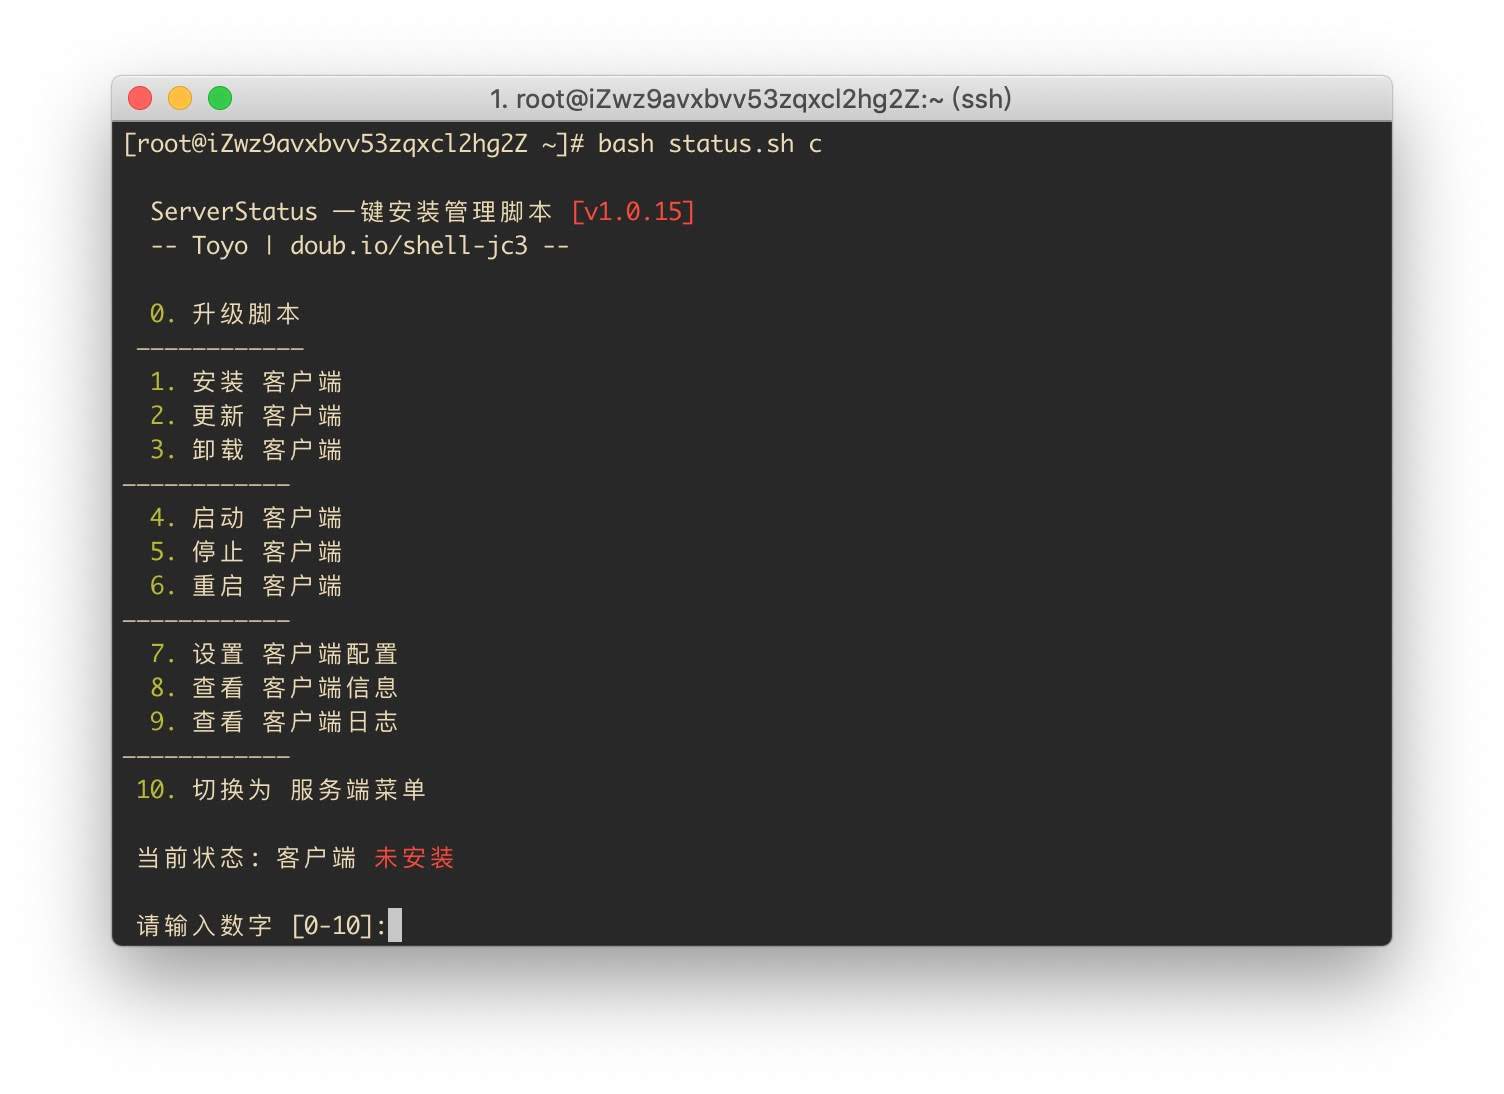 1. root@iZwz9avxbvv53zqxcl2hg2Z:~ (ssh)
[root@iZwz9avxbvv53zqxcl2hg2Z ~]# bash status.sh c
ServerStatus 一键安装管理脚本 [v1.0.15]
-- Toyo | doub.io/shell-jc3 --
0. 升级脚本
————————————
1. 安装 客户端
2. 更新 客户端
3. 卸载 客户端
————————————
4. 启动 客户端
5. 停止 客户端
6. 重启 客户端
————————————
7. 设置 客户端配置
8. 查看 客户端信息
9. 查看 客户端日志
————————————
10. 切换为 服务端菜单
当前状态: 客户端 未安装
请输入数字 [0-10]: